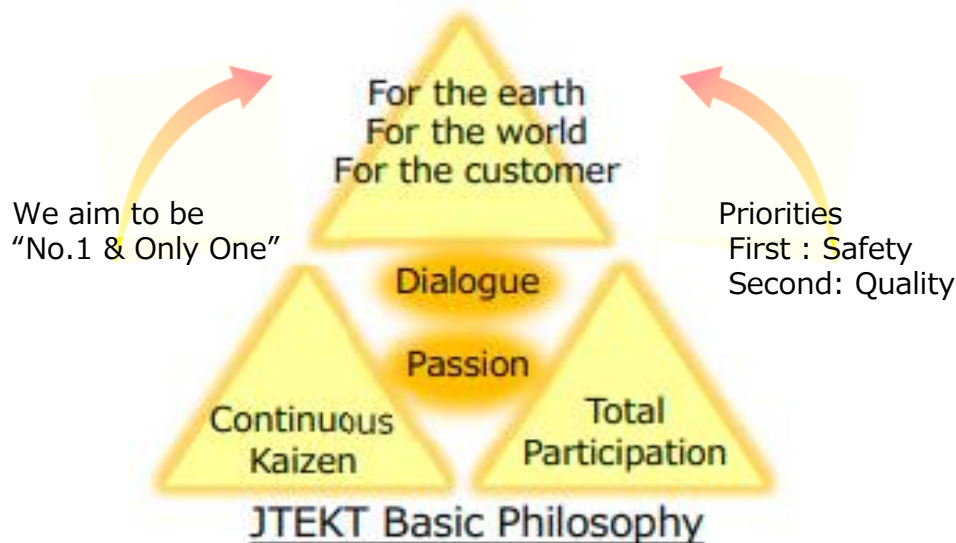 For the earth
For the world
For the customer
We aim to be
“No.1 & Only One”
Priorities
First : Safety
Second: Quality
Dialogue
Passion
Continuous
Kaizen
Total
Participation
JTEKT Basic Philosophy